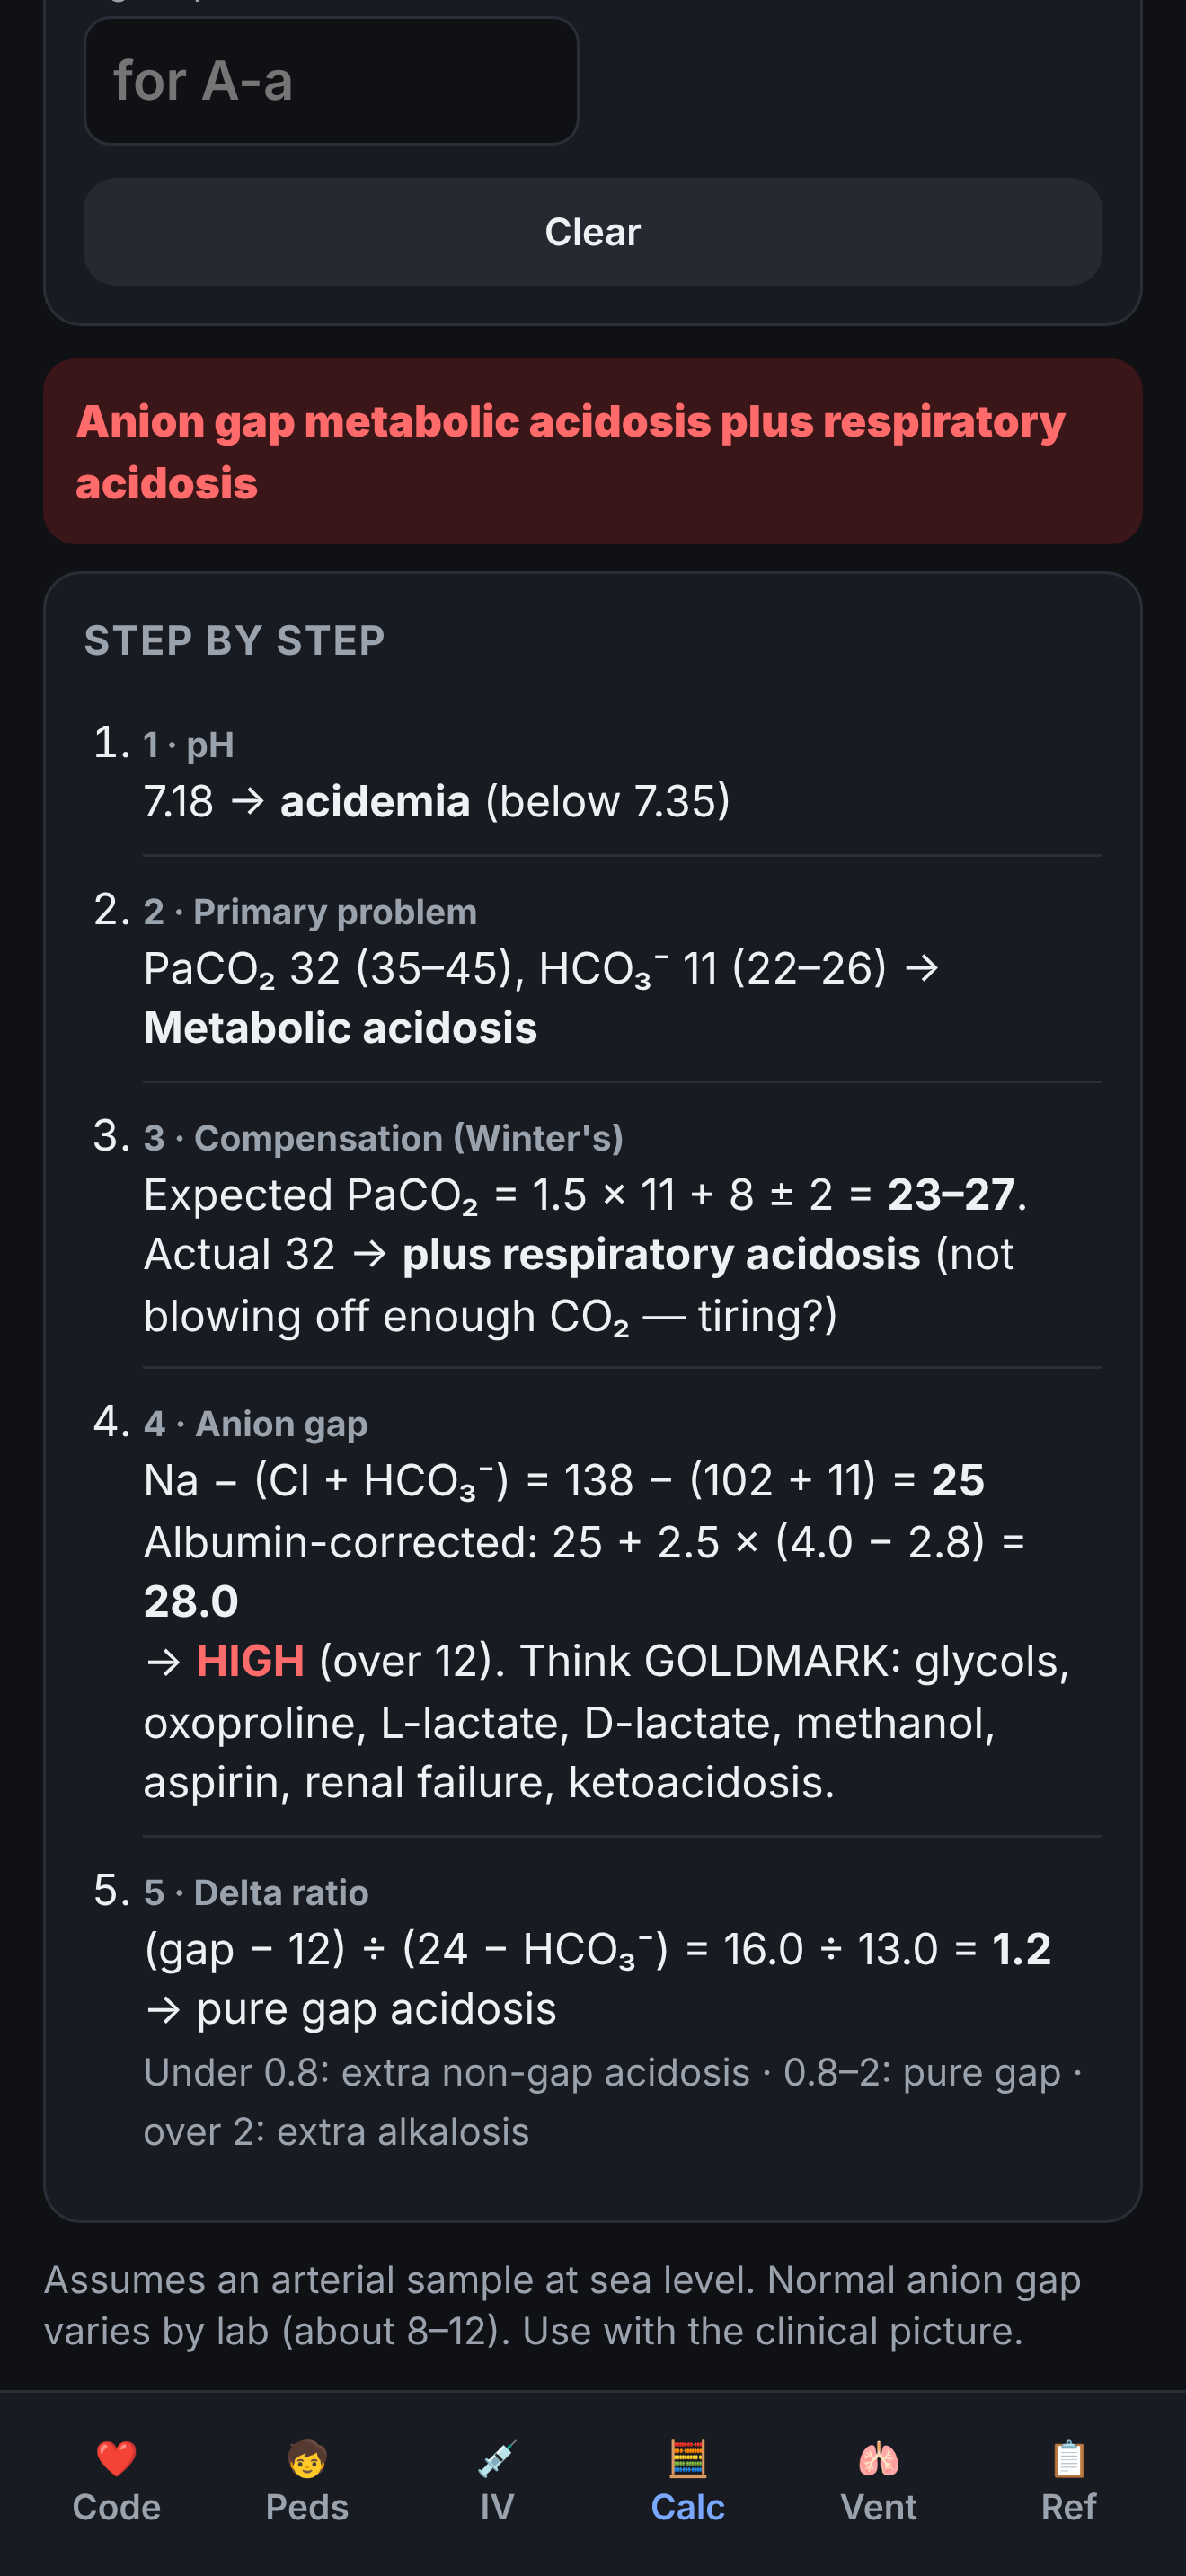 for A-a
Clear
Anion gap metabolic acidosis plus respiratory
acidosis
STEP BY STEP
1. 1 · pH
7.18 → acidemia (below 7.35)
2. 2 · Primary problem
PaCO₂ 32 (35–45), HCO₃⁻ 11 (22–26) →
Metabolic acidosis
3. 3 · Compensation (Winter's)
Expected PaCO₂ = 1.5 × 11 + 8 ± 2 = 23–27.
Actual 32 → plus respiratory acidosis (not
blowing off enough CO₂ — tiring?)
4. 4 · Anion gap
Na − (Cl + HCO₃⁻) = 138 − (102 + 11) = 25
Albumin-corrected: 25 + 2.5 × (4.0 − 2.8) =
28.0
→ HIGH (over 12). Think GOLDMARK: glycols,
oxoproline, L-lactate, D-lactate, methanol,
aspirin, renal failure, ketoacidosis.
5. 5 · Delta ratio
(gap − 12) ÷ (24 − HCO₃⁻) = 16.0 ÷ 13.0 = 1.2
→ pure gap acidosis
Under 0.8: extra non-gap acidosis · 0.8–2: pure gap ·
over 2: extra alkalosis
Assumes an arterial sample at sea level. Normal anion gap
varies by lab (about 8–12). Use with the clinical picture.
Code Peds IV Calc Vent Ref